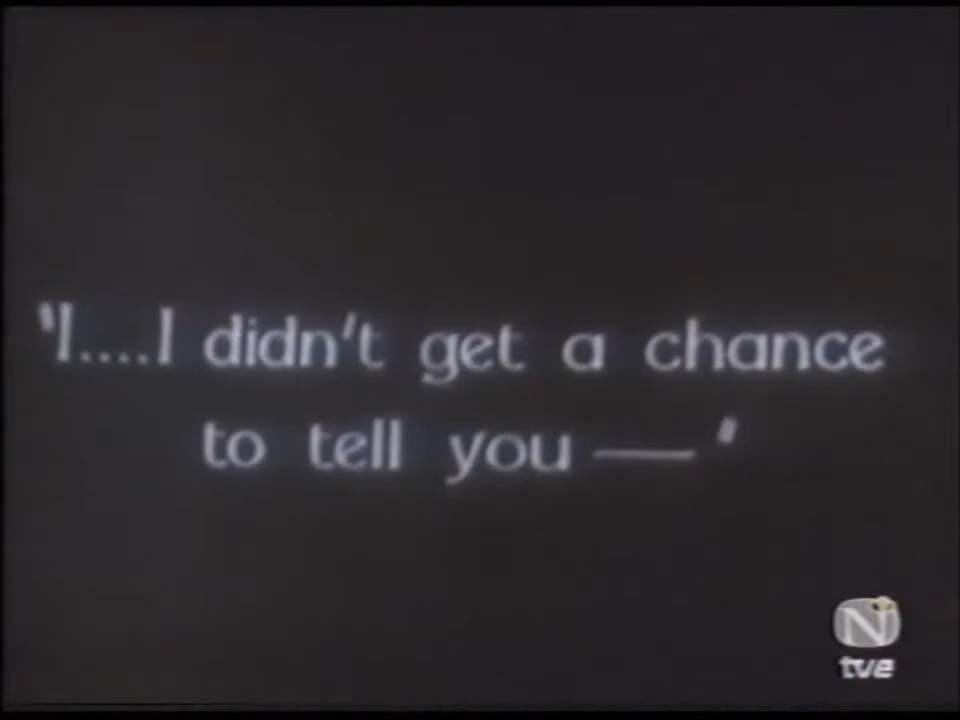 "I....I didn't get a chance
to tell you —"
N
tve